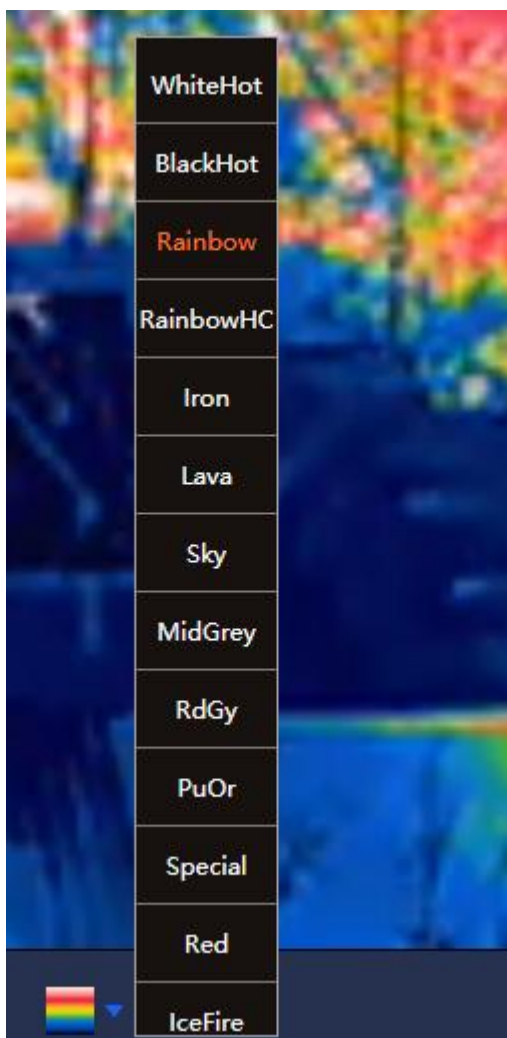 WhiteHot
BlackHot
Rainbow
RainbowHC
Iron
Lava
Sky
MidGrey
RdGy
PuOr
Special
Red
IceFire